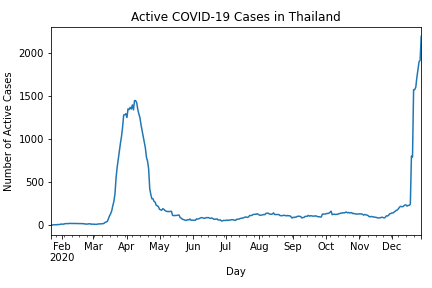 Active COVID-19 Cases in Thailand
Number of Active Cases
2000
1500
1000
500
0
Feb Mar Apr May Jun Jul Aug Sep Oct Nov Dec
2020
Day